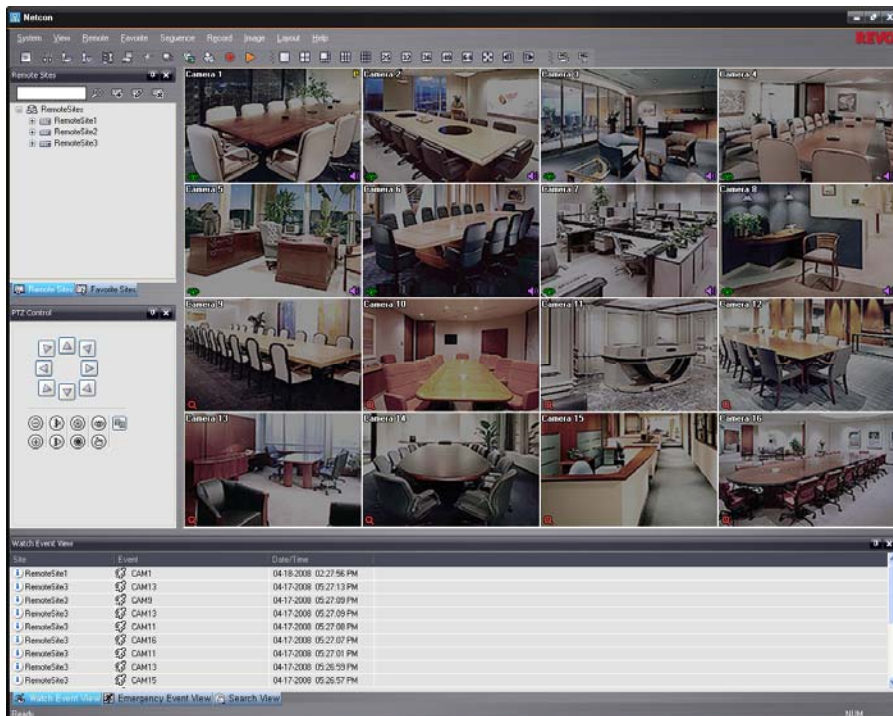 Netcon
System View Remote Favorite Sequence Record Image Layout Help
REVO
Remote Sites
RemoteSites
RemoteSite1
RemoteSite2
RemoteSite3
Remote Sites Favorite Sites
PTZ Control
Camera 1
Camera 2
Camera 3
Camera 4
Camera 5
Camera 6
Camera 7
Camera 8
Camera 9
Camera 10
Camera 11
Camera 12
Camera 13
Camera 14
Camera 15
Camera 16
Watch Event View
Site Event Date/Time
RemoteSite1 CAM1 04-18-2008 02:27:56 PM
RemoteSite3 CAM13 04-17-2008 05:27:13 PM
RemoteSite2 CAM9 04-17-2008 05:27:09 PM
RemoteSite3 CAM13 04-17-2008 05:27:09 PM
RemoteSite3 CAM11 04-17-2008 05:27:08 PM
RemoteSite3 CAM16 04-17-2008 05:27:07 PM
RemoteSite3 CAM11 04-17-2008 05:27:01 PM
RemoteSite3 CAM13 04-17-2008 05:26:59 PM
RemoteSite3 CAM15 04-17-2008 05:26:57 PM
Watch Event View Emergency Event View Search View
Ready NUM